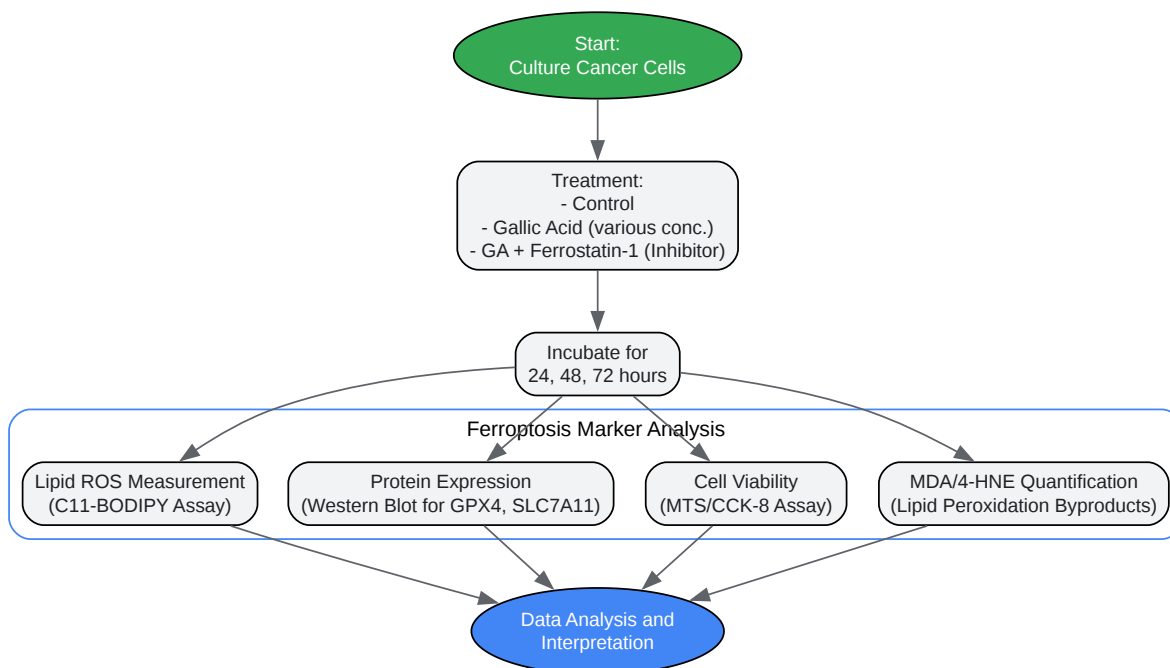 Start:
Culture Cancer Cells
Treatment:
- Control
- Gallic Acid (various conc.)
- GA + Ferrostatin-1 (Inhibitor)
Incubate for
24, 48, 72 hours
Ferroptosis Marker Analysis
Lipid ROS Measurement
(C11-BODIPY Assay)
Protein Expression
(Western Blot for GPX4, SLC7A11)
Cell Viability
(MTS/CCK-8 Assay)
MDA/4-HNE Quantification
(Lipid Peroxidation Byproducts)
Data Analysis and
Interpretation